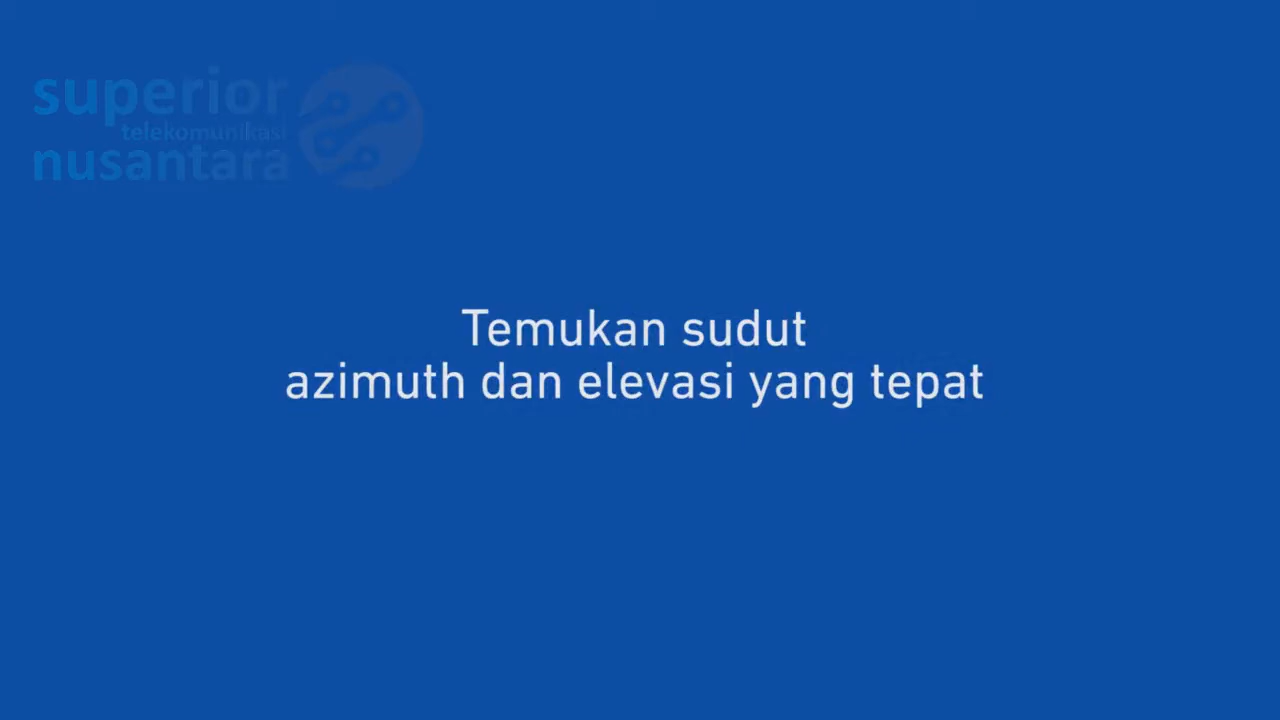 superior
telekomunikasi
nusantara
Temukan sudut
azimuth dan elevasi yang tepat